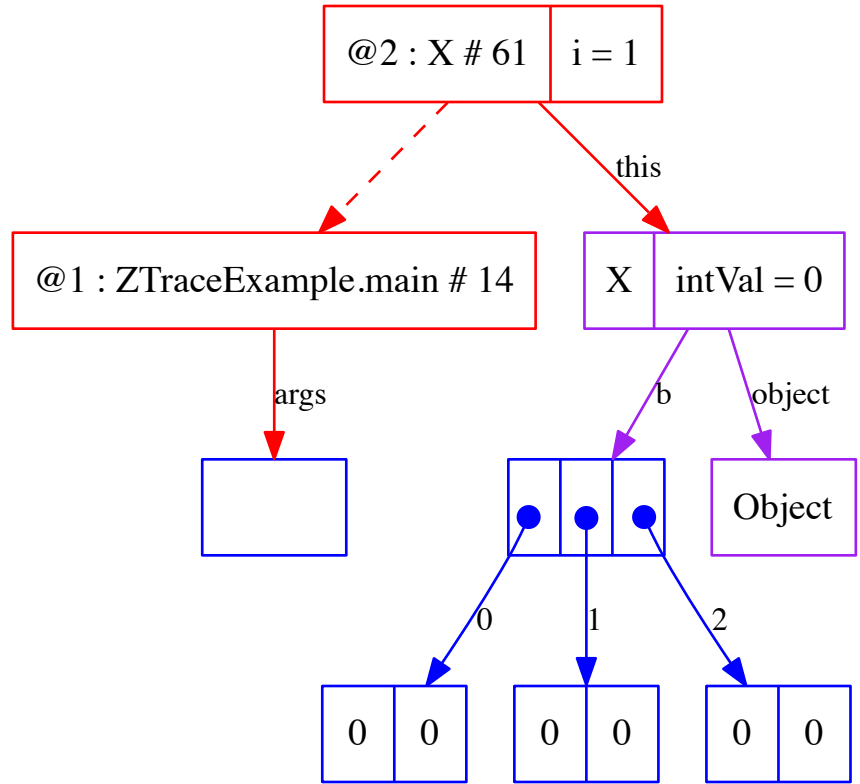 @2 : X # 61 i = 1
this
@1 : ZTraceExample.main # 14 X intVal = 0
args b object
Object
0 1 2
0 0 0 0 0 0